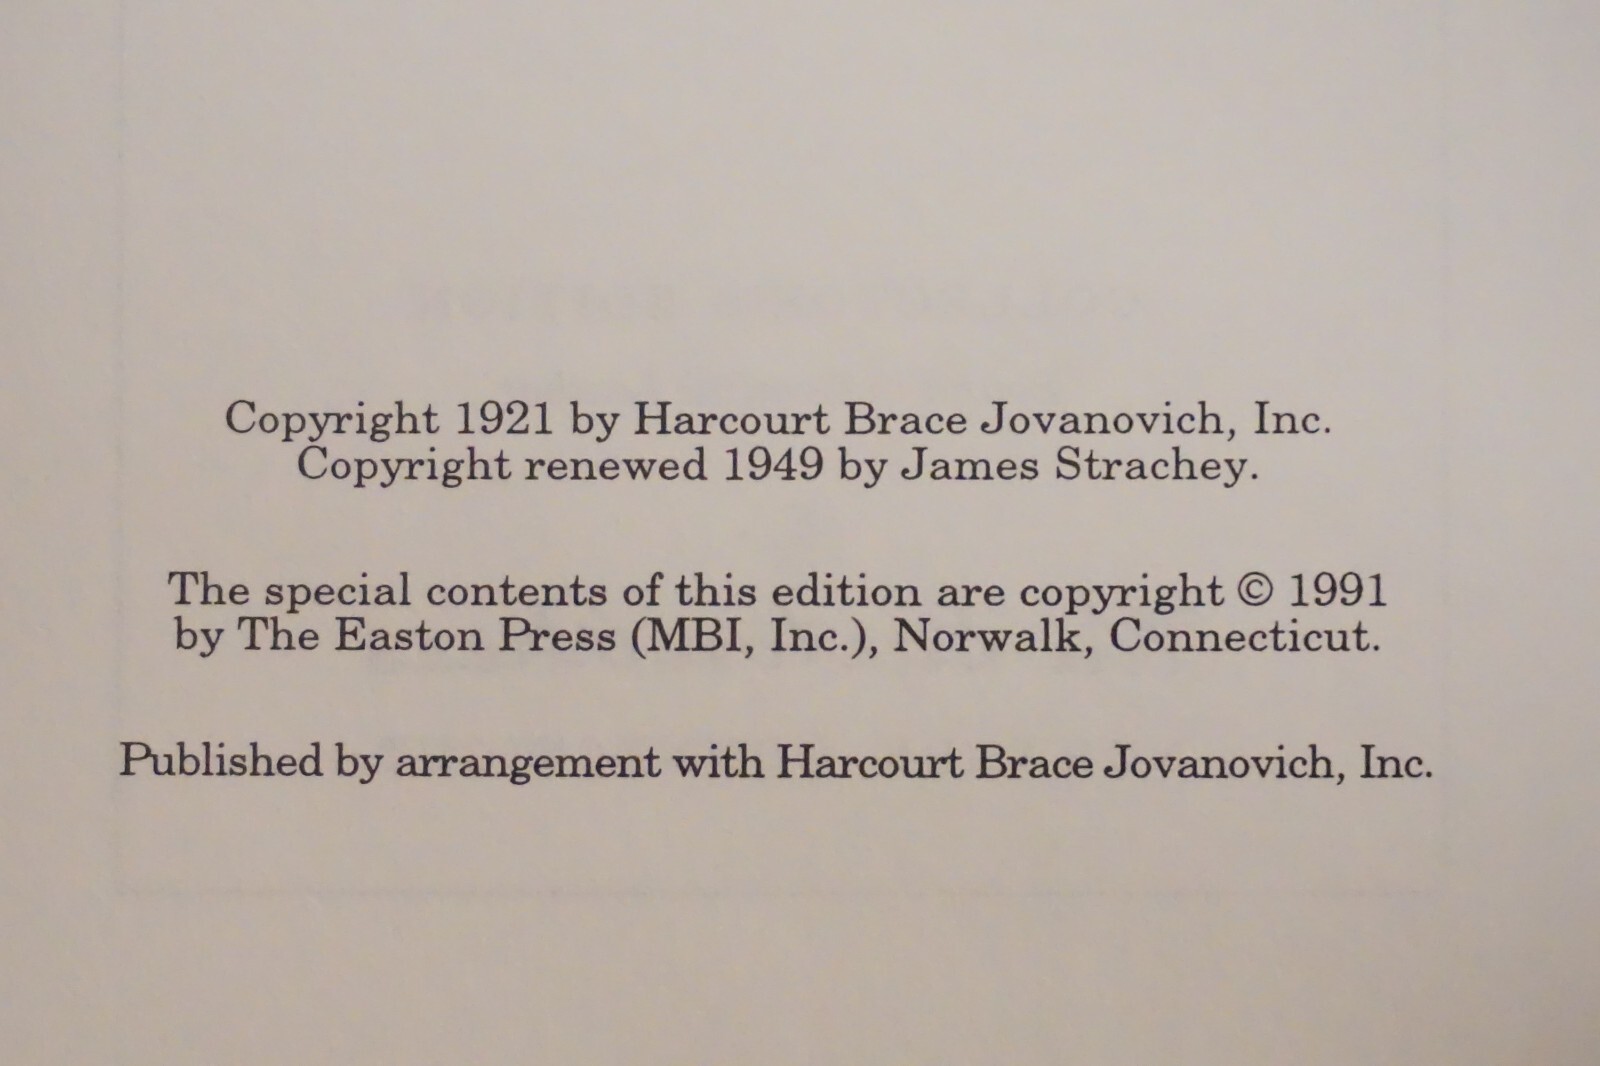 Copyright 1921 by Harcourt Brace Jovanovich, Inc.
Copyright renewed 1949 by James Strachey.
The special contents of this edition are copyright © 1991
by The Easton Press (MBI, Inc.), Norwalk, Connecticut.
Published by arrangement with Harcourt Brace Jovanovich, Inc.